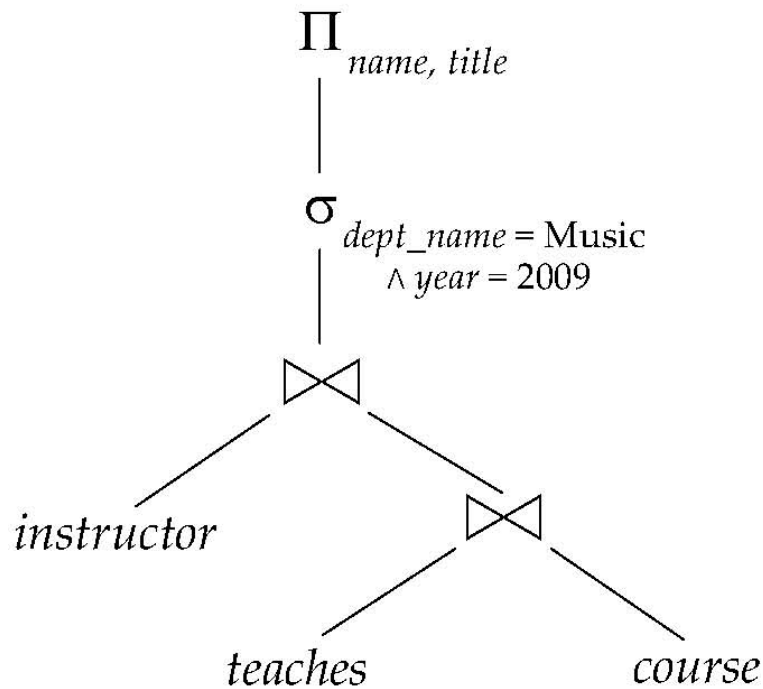 Π name, title
σ dept_name = Music
∧ year = 2009
instructor
teaches
course